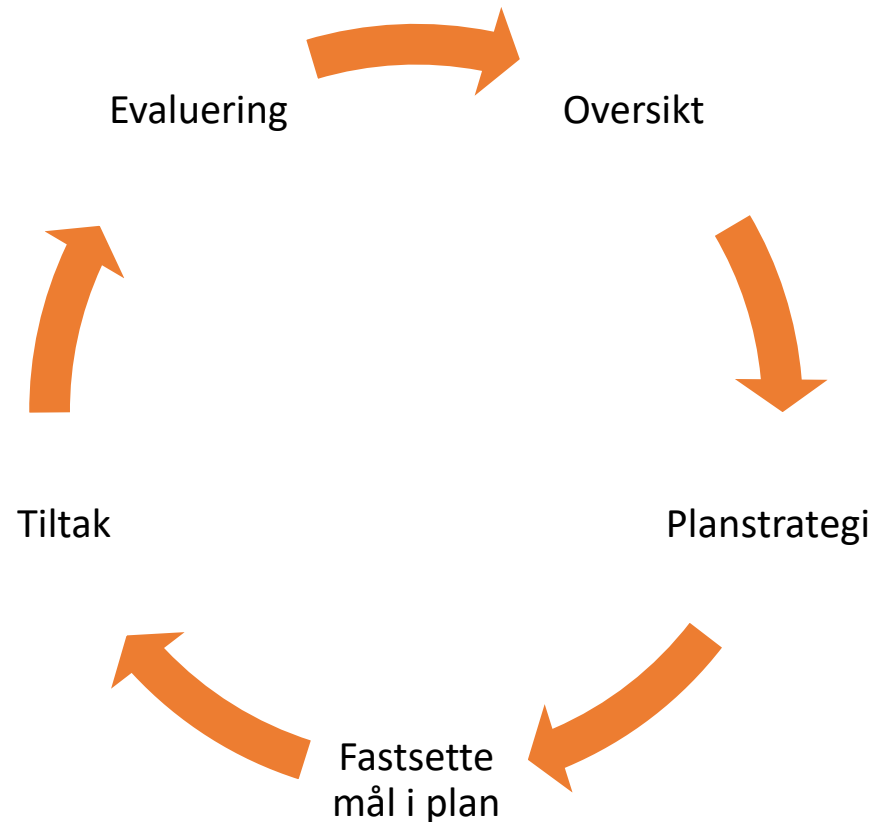 Evaluering
Oversikt
Tiltak
Planstrategi
Fastsette
mål i plan